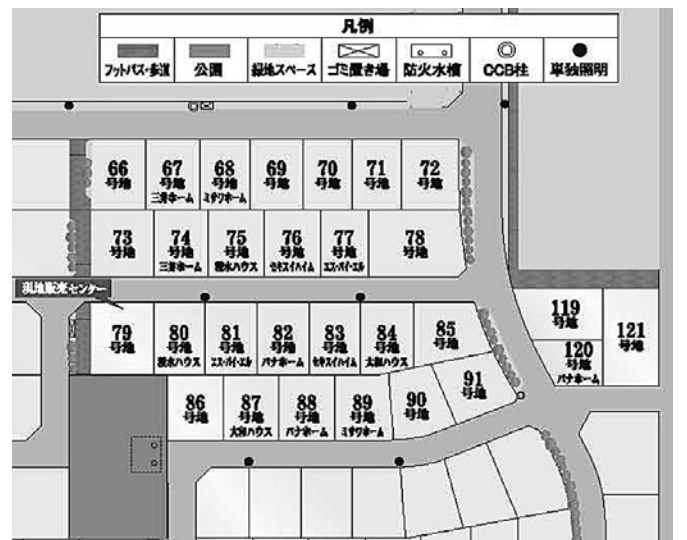 凡例
フットパス・歩道
公園
緑地スペース
ゴミ置き場
防火水槽
CCB柱
単独照明
66
号地
67
号地
三井ホーム
68
号地
ミサワホーム
69
号地
70
号地
71
号地
72
号地
73
号地
74
号地
三井ホーム
75
号地
積水ハウス
76
号地
セキスイハイム
77
号地
エス・バイ・エル
78
号地
現地販売センター
79
号地
80
号地
積水ハウス
81
号地
エス・バイ・エル
82
号地
パナホーム
83
号地
セキスイハイム
84
号地
大和ハウス
85
号地
86
号地
87
号地
大和ハウス
88
号地
パナホーム
89
号地
ミサワホーム
90
号地
91
号地
119
号地
120
号地
パナホーム
121
号地